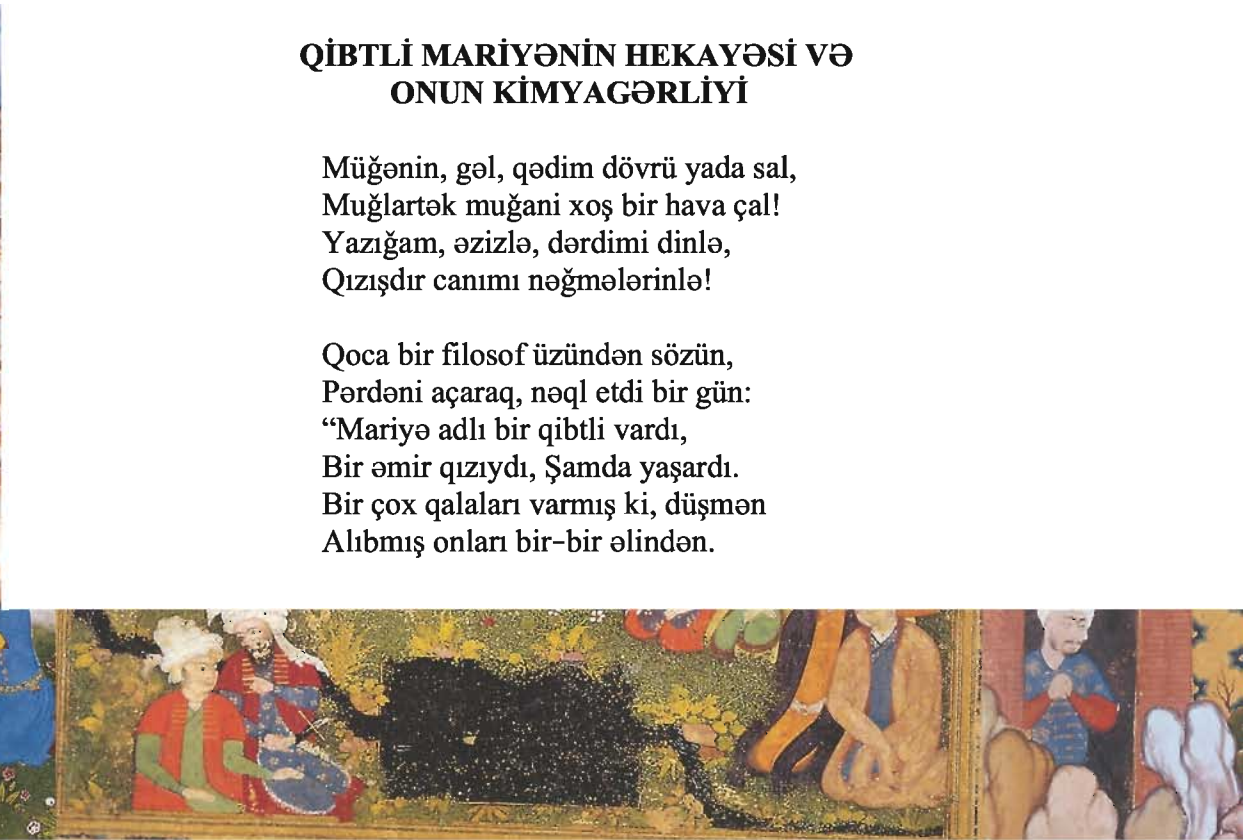 QİBTLİ MARİYƏNİN HEKAYƏSİ VƏ
ONUN KİMYAGƏRLİYİ
Müğənin, gəl, qədim dövrü yada sal,
Muğlartək muğani xoş bir hava çal!
Yazığam, əzizlə, dərdimi dinlə,
Qızışdır canımı nəğmələrinlə!
Qoca bir filosof üzündən sözün,
Pərdəni açaraq, nəql etdi bir gün:
“Mariyə adlı bir qibtli vardı,
Bir əmir qızıydı, Şamda yaşardı.
Bir çox qalaları varmış ki, düşmən
Alıbmış onları bir-bir əlindən.